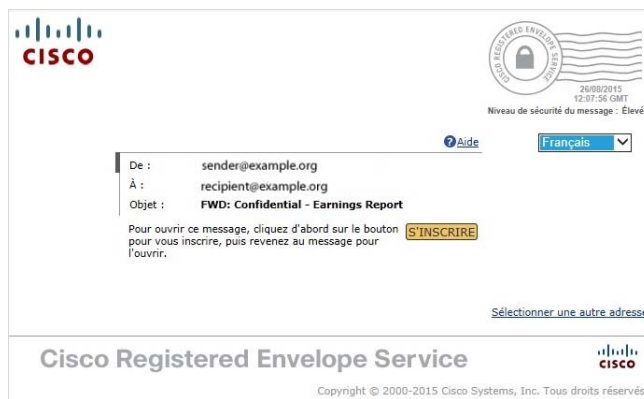 CISCO
CISCO REGISTERED ENVELOPE SERVICE
26/08/2015
12:07:56 GMT
Niveau de sécurité du message : Élevé
?Aide
Français
De : sender@example.org
À : recipient@example.org
Objet : FWD: Confidential - Earnings Report
Pour ouvrir ce message, cliquez d'abord sur le bouton
pour vous inscrire, puis revenez au message pour
l'ouvrir.
S'INSCRIRE
Sélectionner une autre adresse
Cisco Registered Envelope Service
CISCO
Copyright © 2000-2015 Cisco Systems, Inc. Tous droits réservés